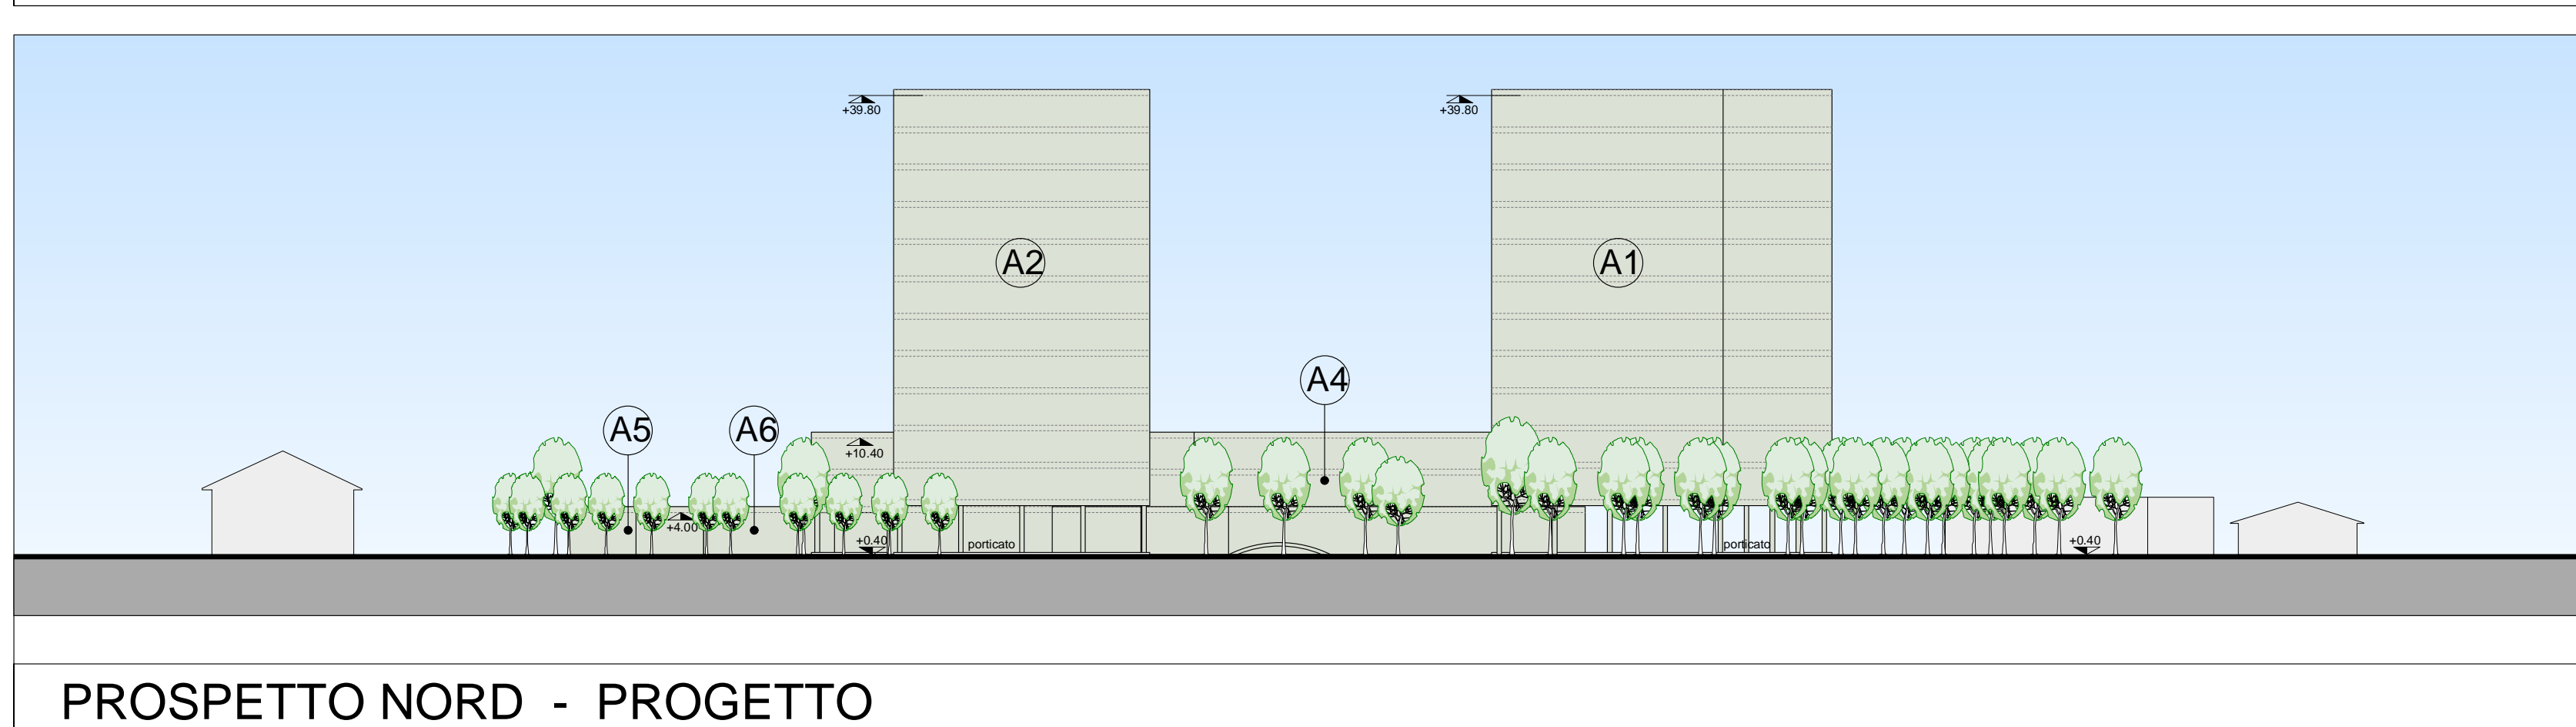 +39.80
+39.80
A2
A1
A4
A5
A6
+10.40
+4.00
+0.40
porticato
porticato
+0.40
PROSPETTO NORD - PROGETTO